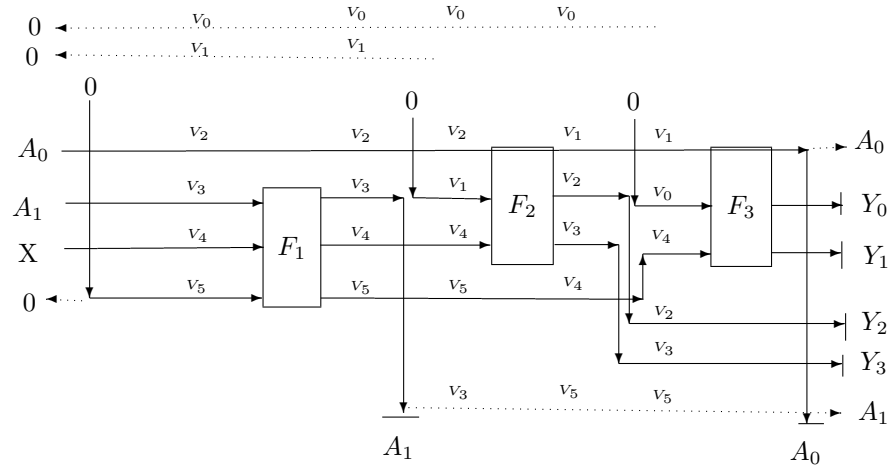 0 V₀ V₀ V₀ V₀
0 V₁ V₁
0 0 0
A₀ V₂ V₂ V₂ V₁ V₁ A₀
A₁ V₃ V₃ V₁ V₂ V₀ Y₀
F₁ F₂ F₃
X V₄ V₄ V₄ V₃ V₄ Y₁
0 V₅ V₅ V₅ V₄
V₂ Y₂
V₃ Y₃
V₃ V₅ V₅ A₁
A₁ A₀